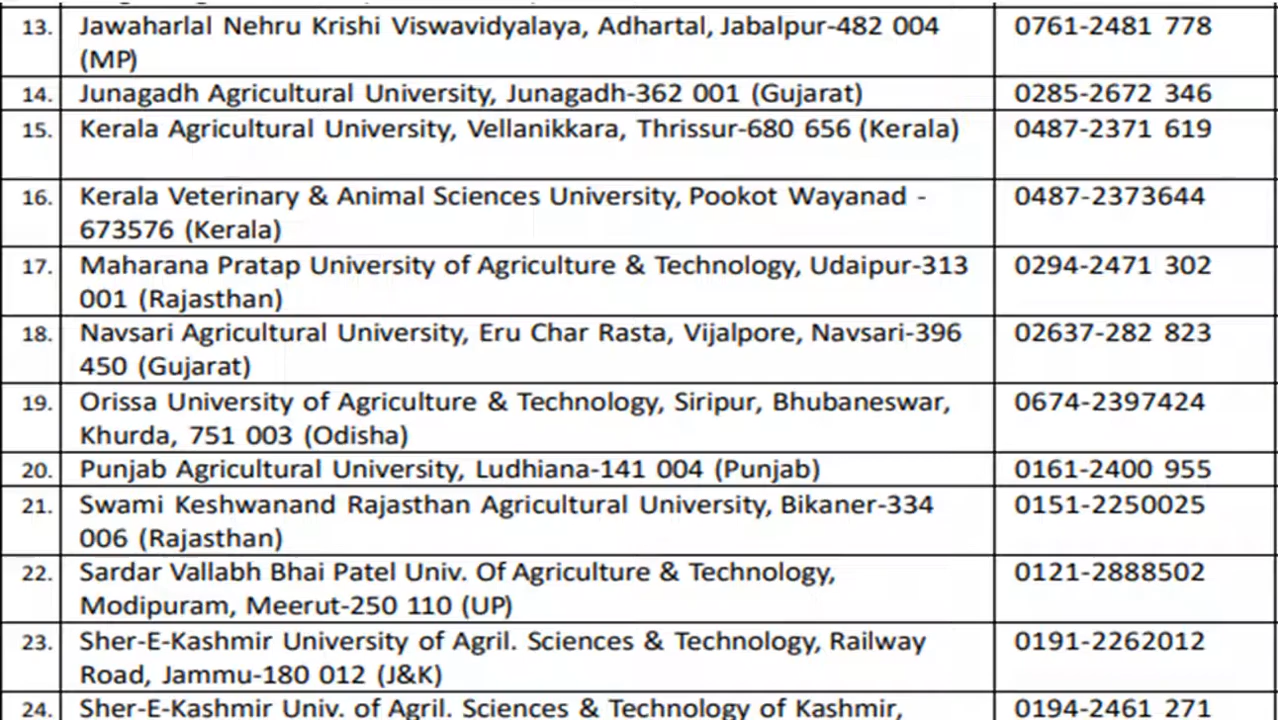 13. Jawaharlal Nehru Krishi Viswavidyalaya, Adhartal, Jabalpur-482 004 0761-2481 778
(MP)
14. Junagadh Agricultural University, Junagadh-362 001 (Gujarat) 0285-2672 346
15. Kerala Agricultural University, Vellanikkara, Thrissur-680 656 (Kerala) 0487-2371 619
16. Kerala Veterinary & Animal Sciences University, Pookot Wayanad - 0487-2373644
673576 (Kerala)
17. Maharana Pratap University of Agriculture & Technology, Udaipur-313 0294-2471 302
001 (Rajasthan)
18. Navsari Agricultural University, Eru Char Rasta, Vijalpore, Navsari-396 02637-282 823
450 (Gujarat)
19. Orissa University of Agriculture & Technology, Siripur, Bhubaneswar, 0674-2397424
Khurda, 751 003 (Odisha)
20. Punjab Agricultural University, Ludhiana-141 004 (Punjab) 0161-2400 955
21. Swami Keshwanand Rajasthan Agricultural University, Bikaner-334 0151-2250025
006 (Rajasthan)
22. Sardar Vallabh Bhai Patel Univ. Of Agriculture & Technology, 0121-2888502
Modipuram, Meerut-250 110 (UP)
23. Sher-E-Kashmir University of Agril. Sciences & Technology, Railway 0191-2262012
Road, Jammu-180 012 (J&K)
24. Sher-E-Kashmir Univ. of Agril. Sciences & Technology of Kashmir, 0194-2461 271